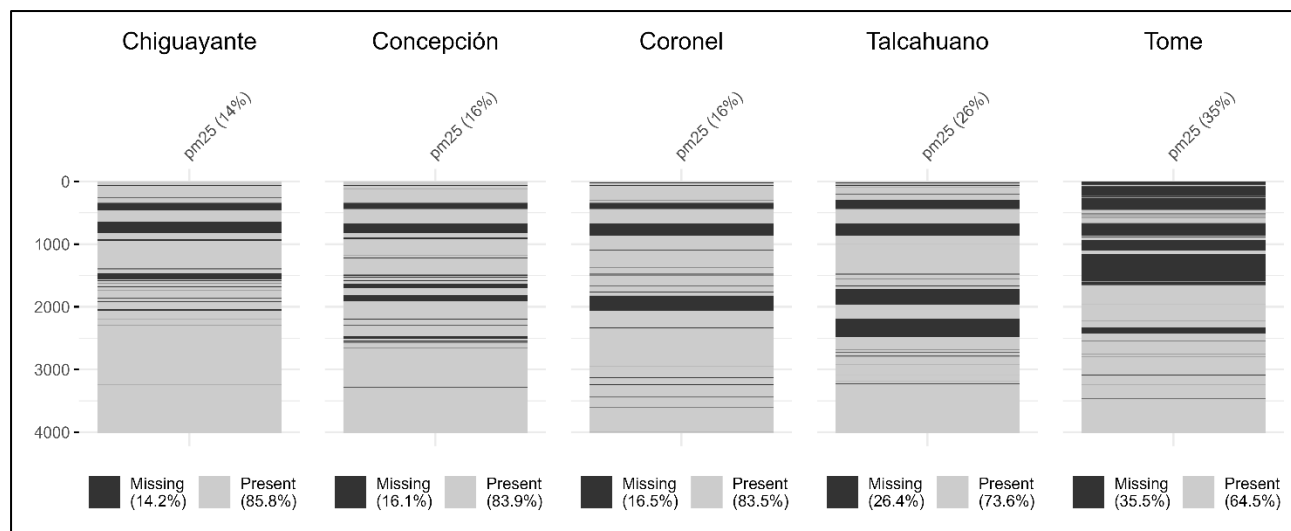 Chiguayante
Concepción
Coronel
Talcahuano
Tome
pm25 (14%)
pm25 (16%)
pm25 (16%)
pm25 (26%)
pm25 (35%)
0
1000
2000
3000
4000
Missing
(14.2%)
Present
(85.8%)
Missing
(16.1%)
Present
(83.9%)
Missing
(16.5%)
Present
(83.5%)
Missing
(26.4%)
Present
(73.6%)
Missing
(35.5%)
Present
(64.5%)